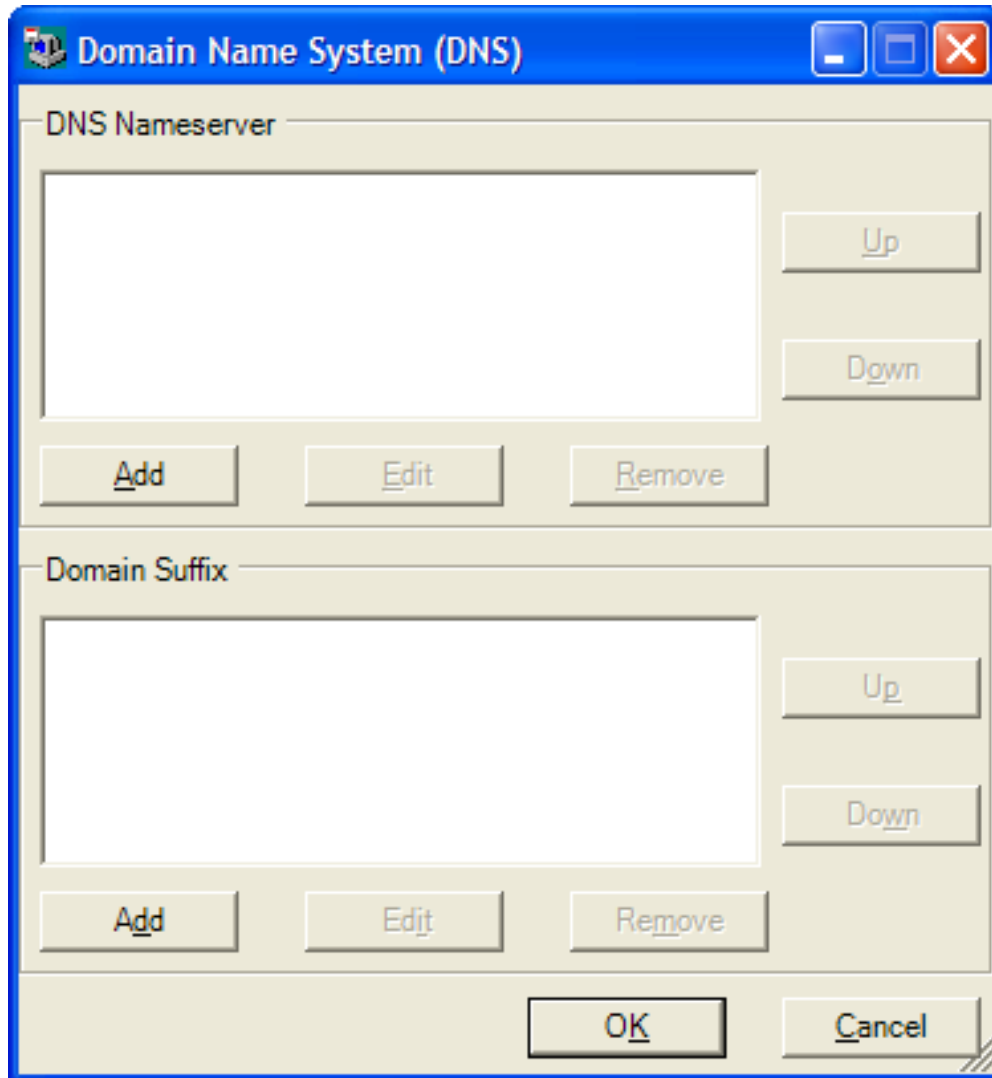 Domain Name System (DNS)
DNS Nameserver
Up
Down
Add Edit Remove
Domain Suffix
Up
Down
Add Edit Remove
OK Cancel